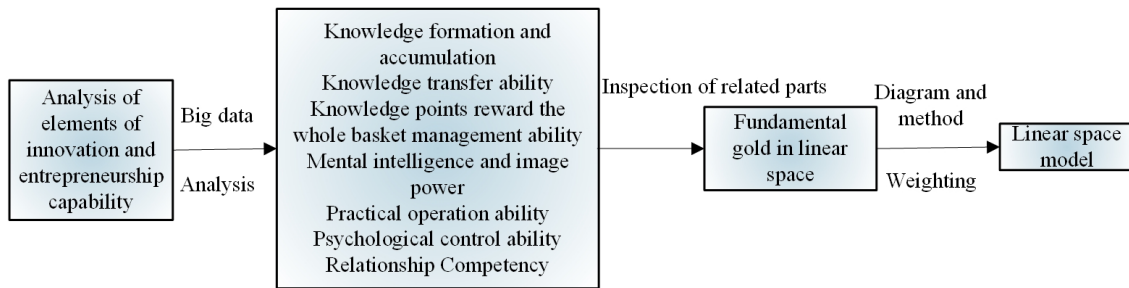 Analysis of
elements of
innovation and
entrepreneurship
capability
Big data
Analysis
Knowledge formation and
accumulation
Knowledge transfer ability
Knowledge points reward the
whole basket management ability
Mental intelligence and image
power
Practical operation ability
Psychological control ability
Relationship Competency
Inspection of related parts
Fundamental
gold in linear
space
Diagram and
method
Weighting
Linear space
model